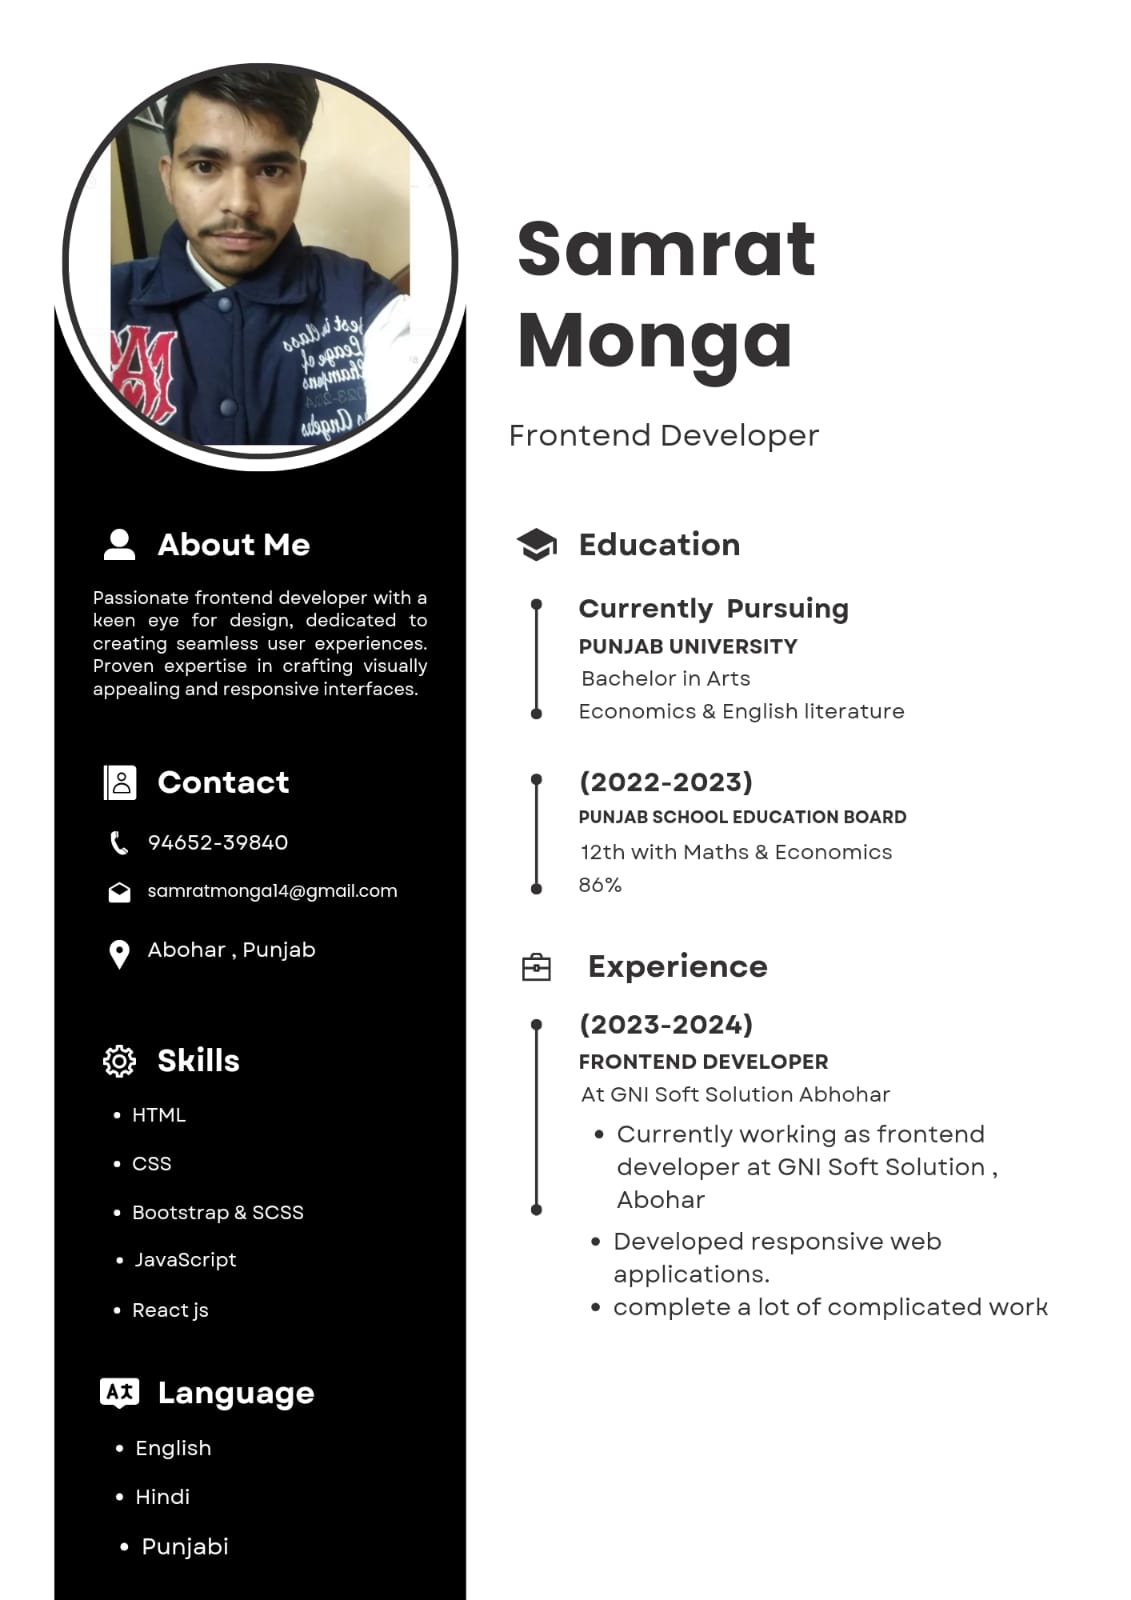 Samrat
Monga
Frontend Developer
About Me
Passionate frontend developer with a
keen eye for design, dedicated to
creating seamless user experiences.
Proven expertise in crafting visually
appealing and responsive interfaces.
Contact
94652-39840
samratmonga14@gmail.com
Abohar , Punjab
Skills
HTML
CSS
Bootstrap & SCSS
JavaScript
React js
Language
English
Hindi
Punjabi
Education
Currently Pursuing
PUNJAB UNIVERSITY
Bachelor in Arts
Economics & English literature
(2022-2023)
PUNJAB SCHOOL EDUCATION BOARD
12th with Maths & Economics
86%
Experience
(2023-2024)
FRONTEND DEVELOPER
At GNI Soft Solution Abhohar
Currently working as frontend
developer at GNI Soft Solution ,
Abohar
Developed responsive web
applications.
complete a lot of complicated work